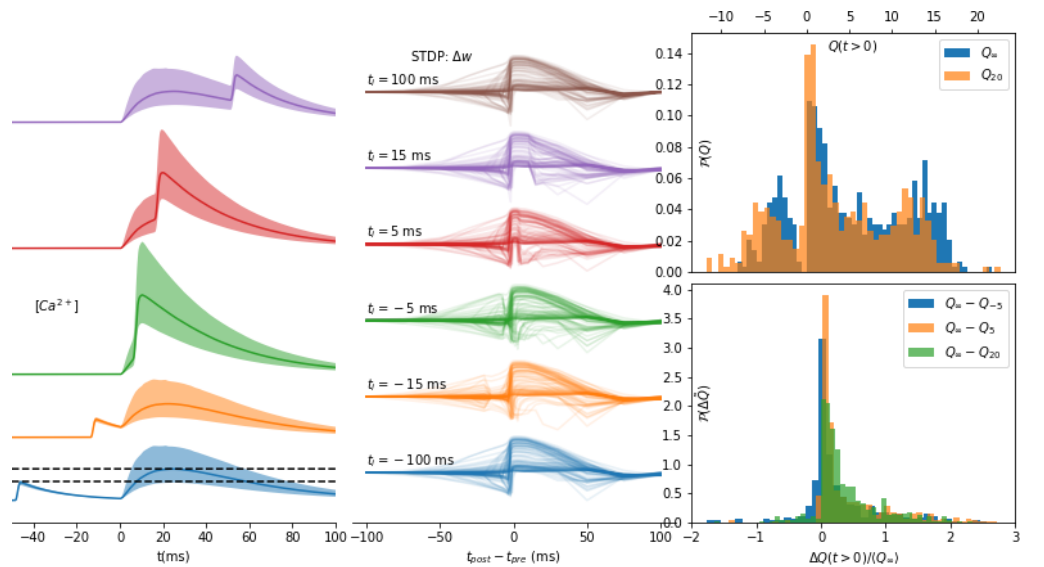 [Ca²⁺]
−40 −20 0 20 40 60 80 100
t(ms)
STDP: Δw
tᵢ = 100 ms
tᵢ = 15 ms
tᵢ = 5 ms
tᵢ = −5 ms
tᵢ = −15 ms
tᵢ = −100 ms
−100 −50 0 50 100
t_post − t_pre (ms)
−10 −5 0 5 10 15 20
Q(t > 0)
Q∞
Q₂₀
0.14
0.12
0.10
0.08
0.06
0.04
0.02
0.00
P(Q)
Q∞ − Q₋₅
Q∞ − Q₅
Q∞ − Q₂₀
4.0
3.5
3.0
2.5
2.0
1.5
1.0
0.5
0.0
−2 −1 0 1 2 3
ΔQ(t > 0)/⟨Q∞⟩